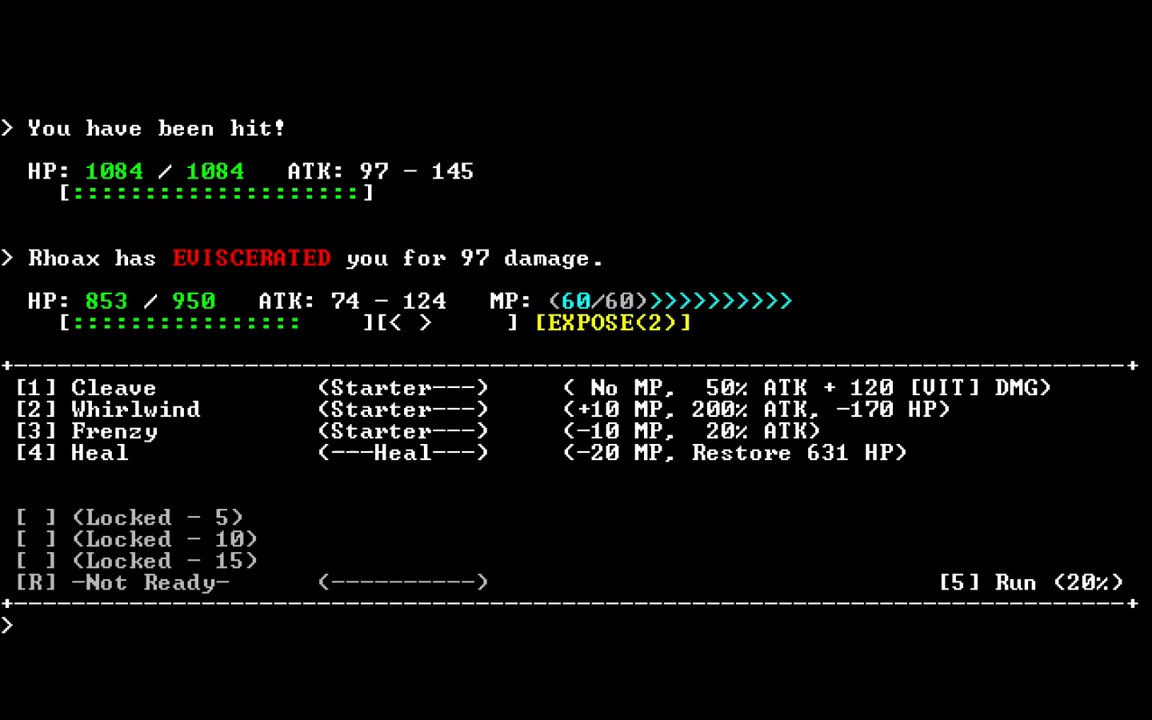 > You have been hit!
HP: 1084 / 1084   ATK: 97 - 145
[::::::::::::::::::::]
> Rhoax has EVISCERATED you for 97 damage.
HP: 853 / 950   ATK: 74 - 124   MP: (60/60)>>>>>>>>>>
[::::::::::::::::    ][< >     ] [EXPOSE(2)]
+------------------------------------------------------------------------------+
[1] Cleave           (Starter---)     ( No MP,  50% ATK + 120 [VIT] DMG)
[2] Whirlwind        (Starter---)     (+10 MP, 200% ATK, -170 HP)
[3] Frenzy           (Starter---)     (-10 MP,  20% ATK)
[4] Heal             (---Heal---)     (-20 MP, Restore 631 HP)
[ ] (Locked - 5)
[ ] (Locked - 10)
[ ] (Locked - 15)
[R] -Not Ready-      (----------)                               [5] Run (20%)
+------------------------------------------------------------------------------+
>